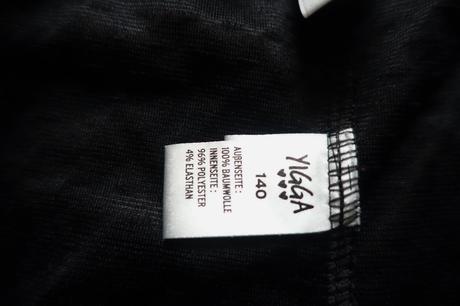 YIGGA
♥♥♥
140
AUßENSEITE :
100% BAUMWOLLE
INNENSEITE :
96% POLYESTER
4% ELASTHAN